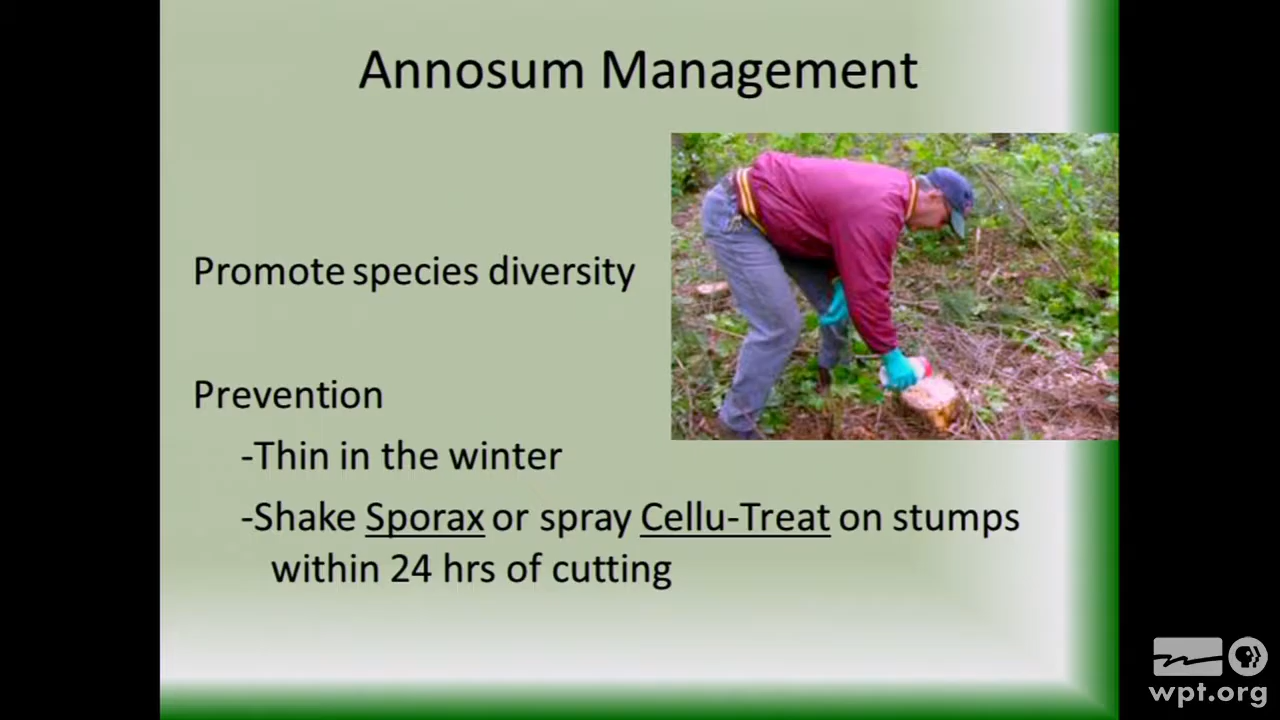 Annosum Management
Promote species diversity
Prevention
-Thin in the winter
-Shake Sporax or spray Cellu-Treat on stumps
within 24 hrs of cutting
wpt.org